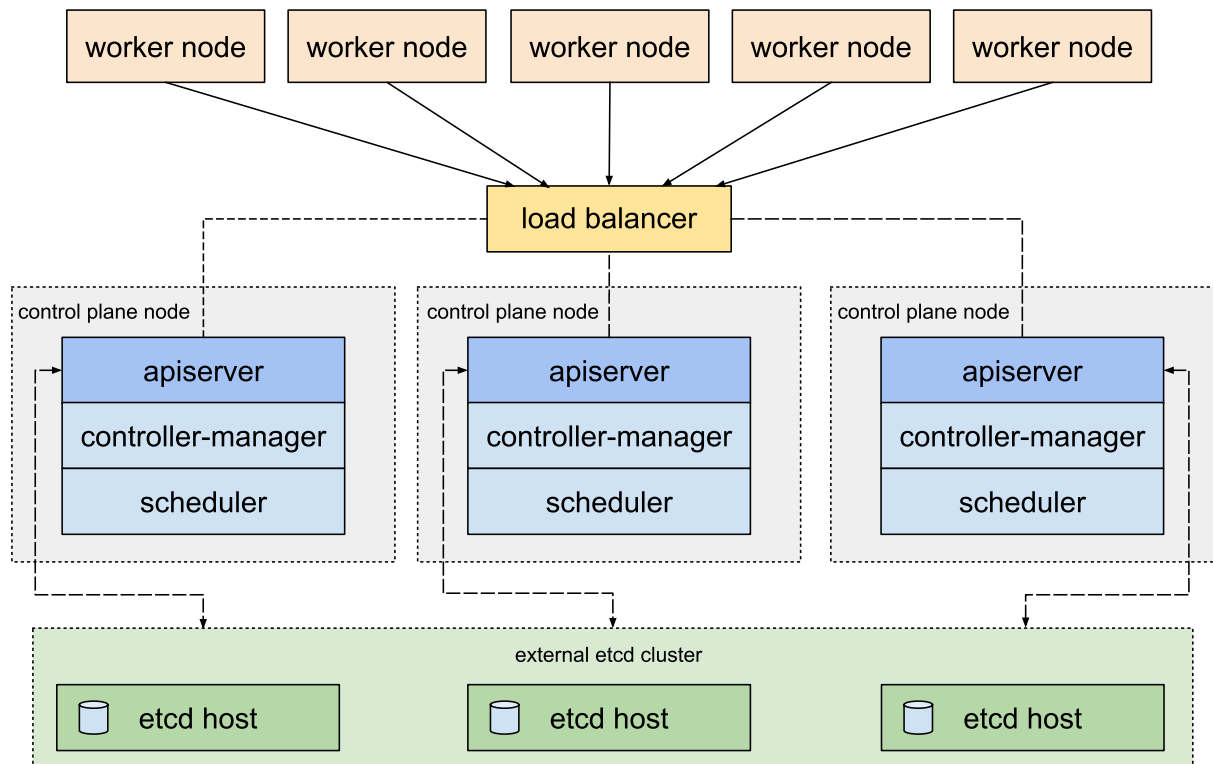 worker node
worker node
worker node
worker node
worker node
load balancer
control plane node
control plane node
control plane node
apiserver
apiserver
apiserver
controller-manager
controller-manager
controller-manager
scheduler
scheduler
scheduler
external etcd cluster
etcd host
etcd host
etcd host